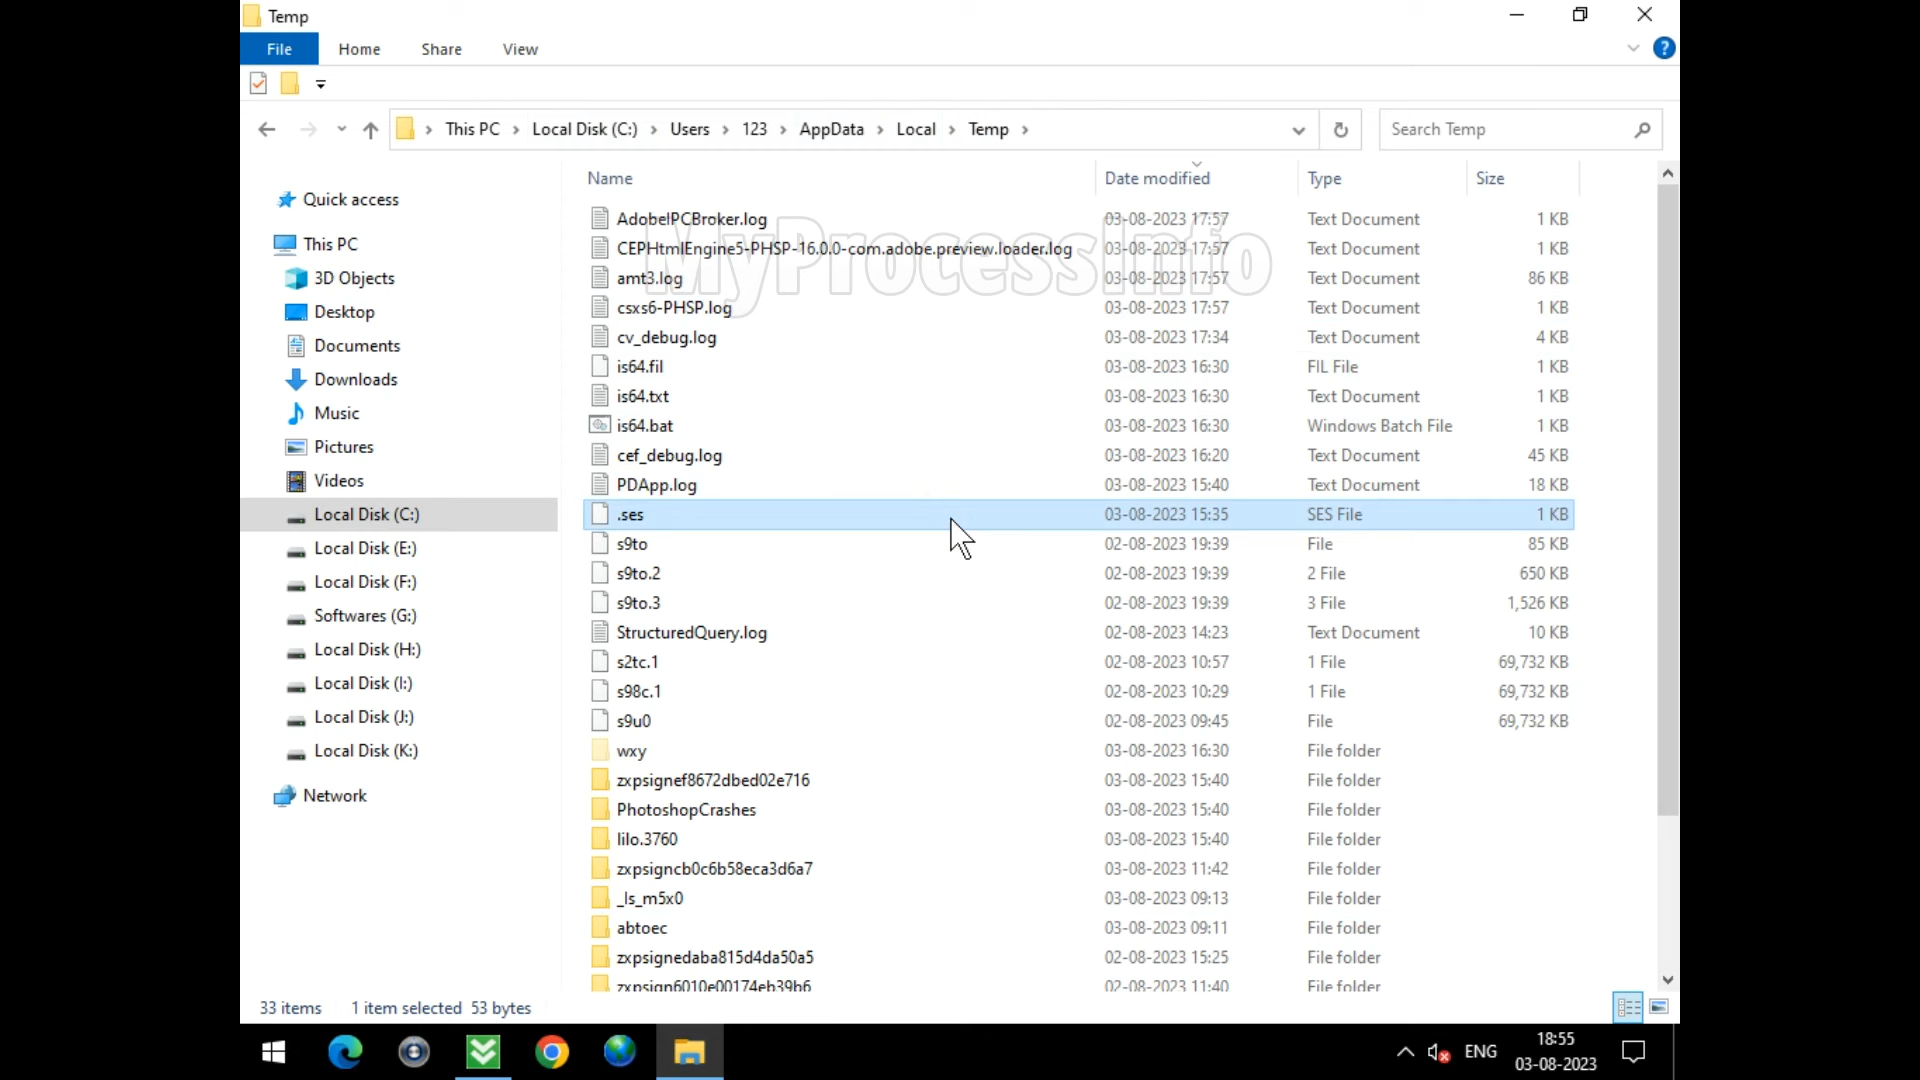 Temp
File Home Share View
This PC Local Disk (C:) Users 123 AppData Local Temp
Search Temp
Name Date modified Type Size
Quick access
This PC
3D Objects
Desktop
Documents
Downloads
Music
Pictures
Videos
Local Disk (C:)
Local Disk (E:)
Local Disk (F:)
Softwares (G:)
Local Disk (H:)
Local Disk (I:)
Local Disk (J:)
Local Disk (K:)
Network
AdobeIPCBroker.log 03-08-2023 17:57 Text Document 1 KB
CEPHtmlEngine5-PHSP-16.0.0-com.adobe.preview.loader.log 03-08-2023 17:57 Text Document 1 KB
MyProcessInfo
amt3.log 03-08-2023 17:57 Text Document 86 KB
csxs6-PHSP.log 03-08-2023 17:57 Text Document 1 KB
cv_debug.log 03-08-2023 17:34 Text Document 4 KB
is64.fil 03-08-2023 16:30 FIL File 1 KB
is64.txt 03-08-2023 16:30 Text Document 1 KB
is64.bat 03-08-2023 16:30 Windows Batch File 1 KB
cef_debug.log 03-08-2023 16:20 Text Document 45 KB
PDApp.log 03-08-2023 15:40 Text Document 18 KB
.ses 03-08-2023 15:35 SES File 1 KB
s9to 02-08-2023 19:39 File 85 KB
s9to.2 02-08-2023 19:39 2 File 650 KB
s9to.3 02-08-2023 19:39 3 File 1,526 KB
StructuredQuery.log 02-08-2023 14:23 Text Document 10 KB
s2tc.1 02-08-2023 10:57 1 File 69,732 KB
s98c.1 02-08-2023 10:29 1 File 69,732 KB
s9u0 02-08-2023 09:45 File 69,732 KB
wxy 03-08-2023 16:30 File folder
zxpsignef8672dbed02e716 03-08-2023 15:40 File folder
PhotoshopCrashes 03-08-2023 15:40 File folder
lilo.3760 03-08-2023 15:40 File folder
zxpsigncb0c6b58eca3d6a7 03-08-2023 11:42 File folder
_ls_m5x0 03-08-2023 09:13 File folder
abtoec 03-08-2023 09:11 File folder
zxpsignedaba815d4da50a5 02-08-2023 15:25 File folder
zxpsign6010e00174eb39b6 02-08-2023 11:40 File folder
33 items 1 item selected 53 bytes
ENG
18:55
03-08-2023